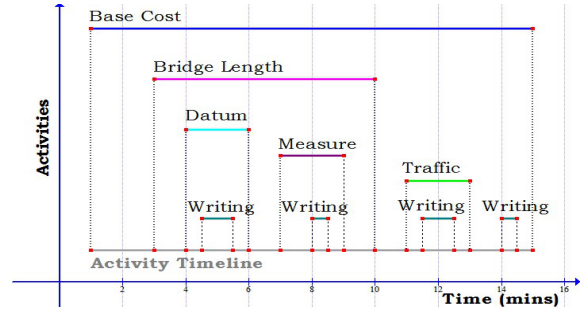 Base Cost
Bridge Length
Datum
Measure
Traffic
Writing Writing Writing Writing
Activity Timeline
2 4 6 8 10 12 14 16
Time (mins)
Activities